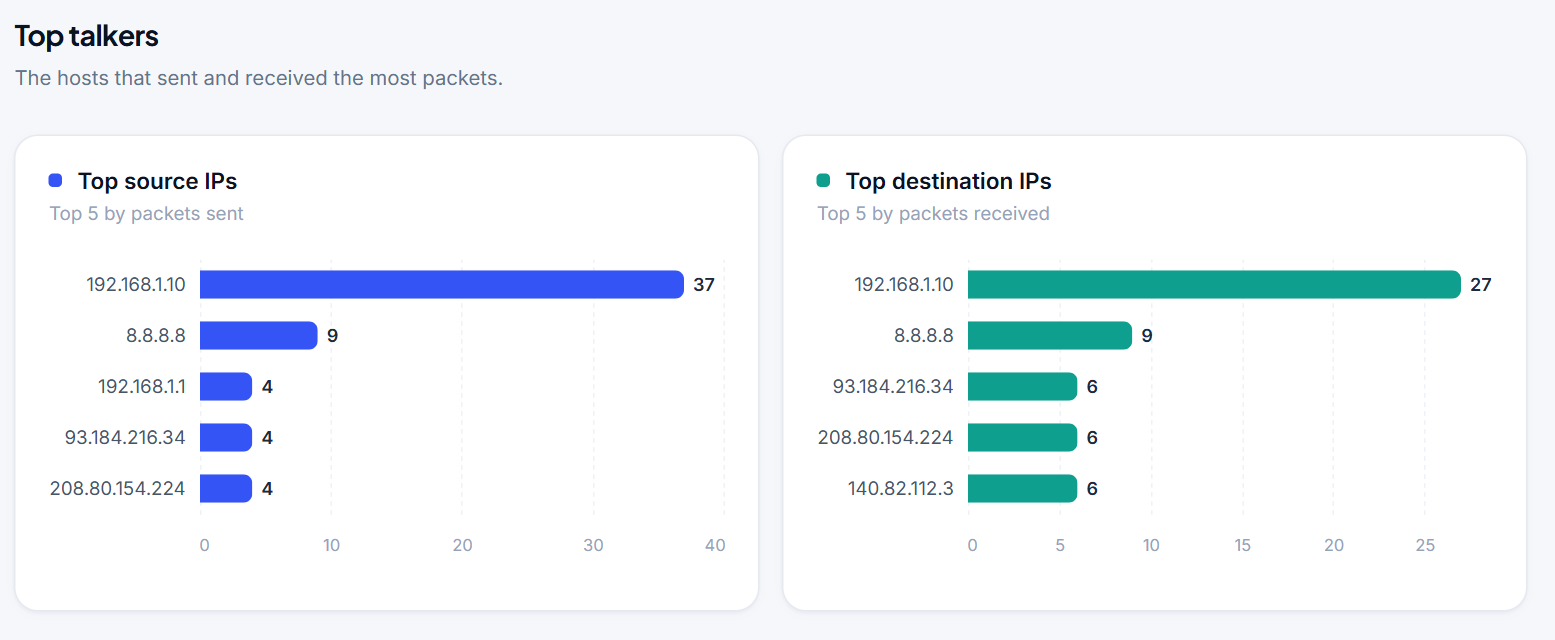 Top talkers
The hosts that sent and received the most packets.
Top source IPs
Top 5 by packets sent
192.168.1.10 37
8.8.8.8 9
192.168.1.1 4
93.184.216.34 4
208.80.154.224 4
0 10 20 30 40
Top destination IPs
Top 5 by packets received
192.168.1.10 27
8.8.8.8 9
93.184.216.34 6
208.80.154.224 6
140.82.112.3 6
0 5 10 15 20 25